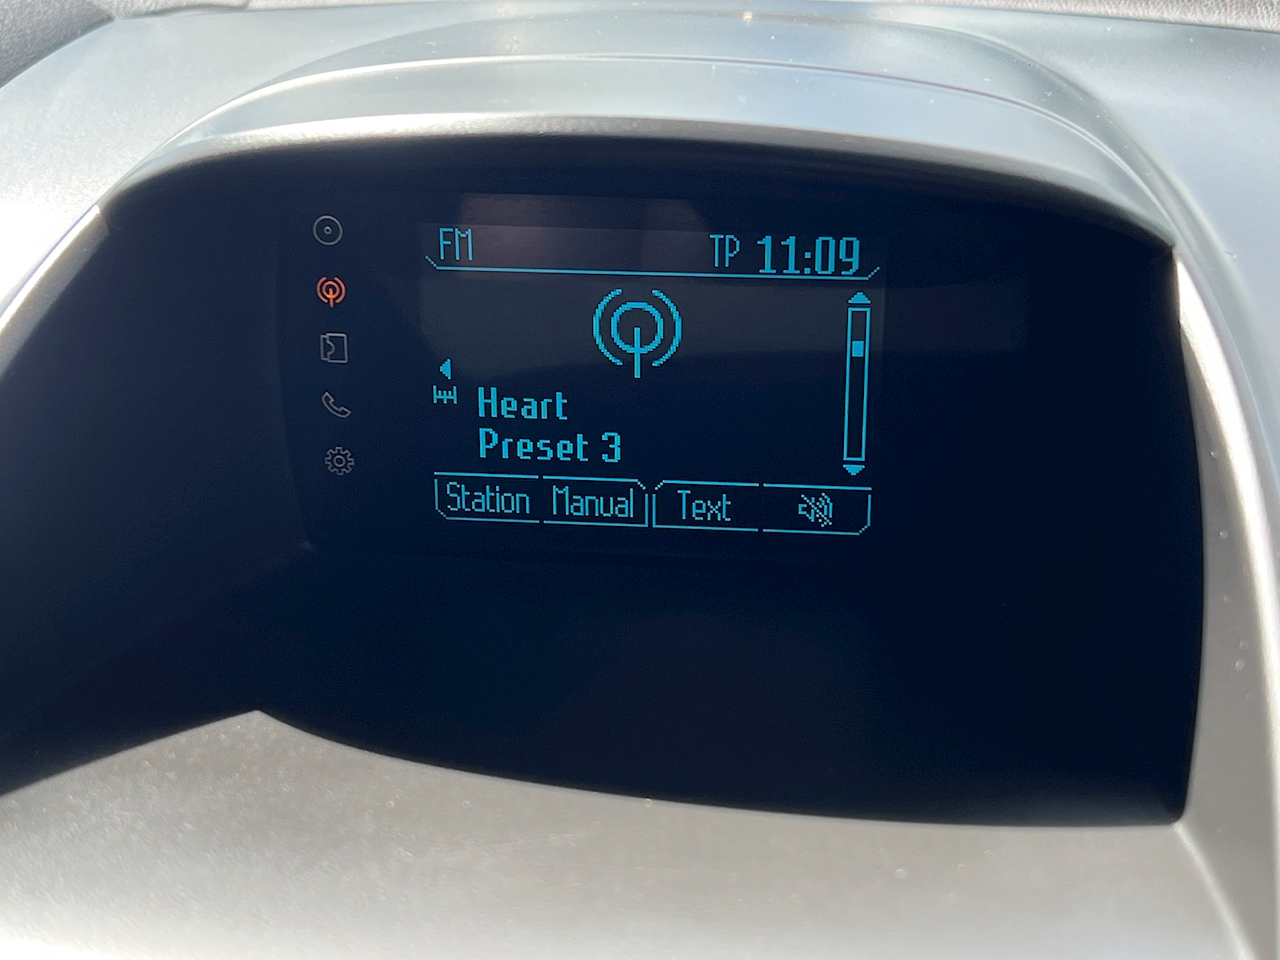 FM TP 11:09
Heart
Preset 3
Station Manual Text